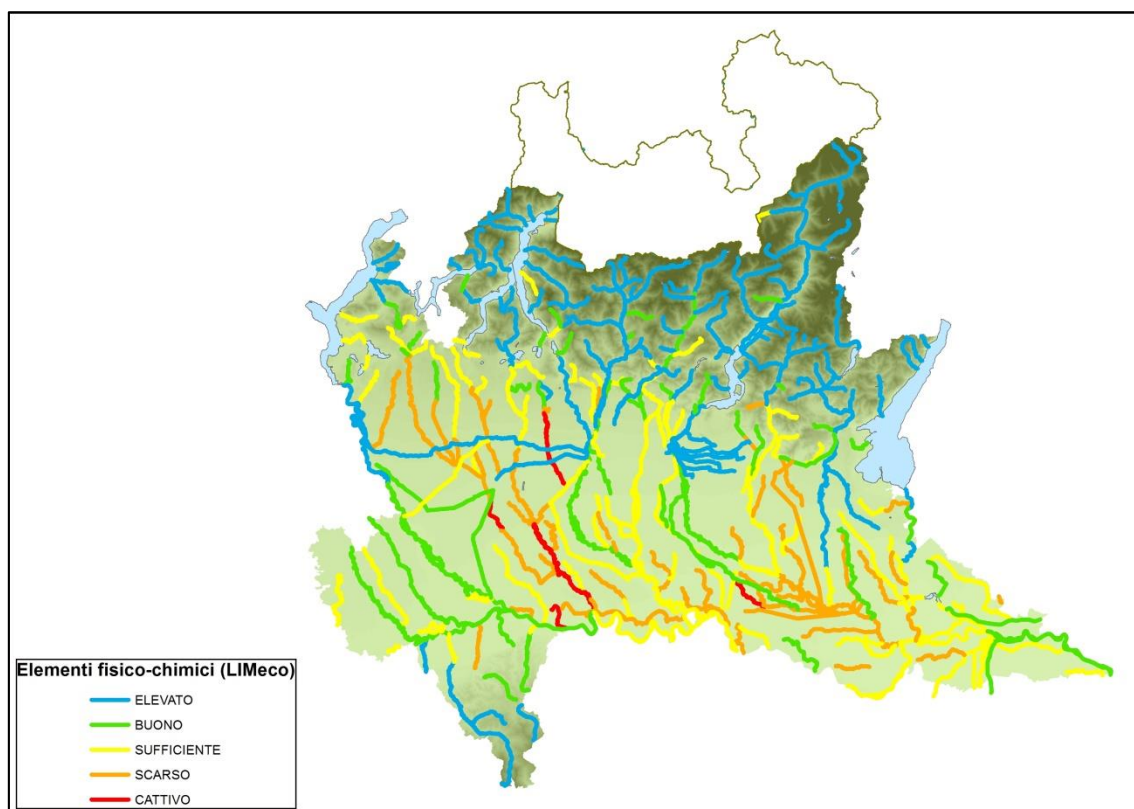 Elementi fisico-chimici (LIMeco)
ELEVATO
BUONO
SUFFICIENTE
SCARSO
CATTIVO